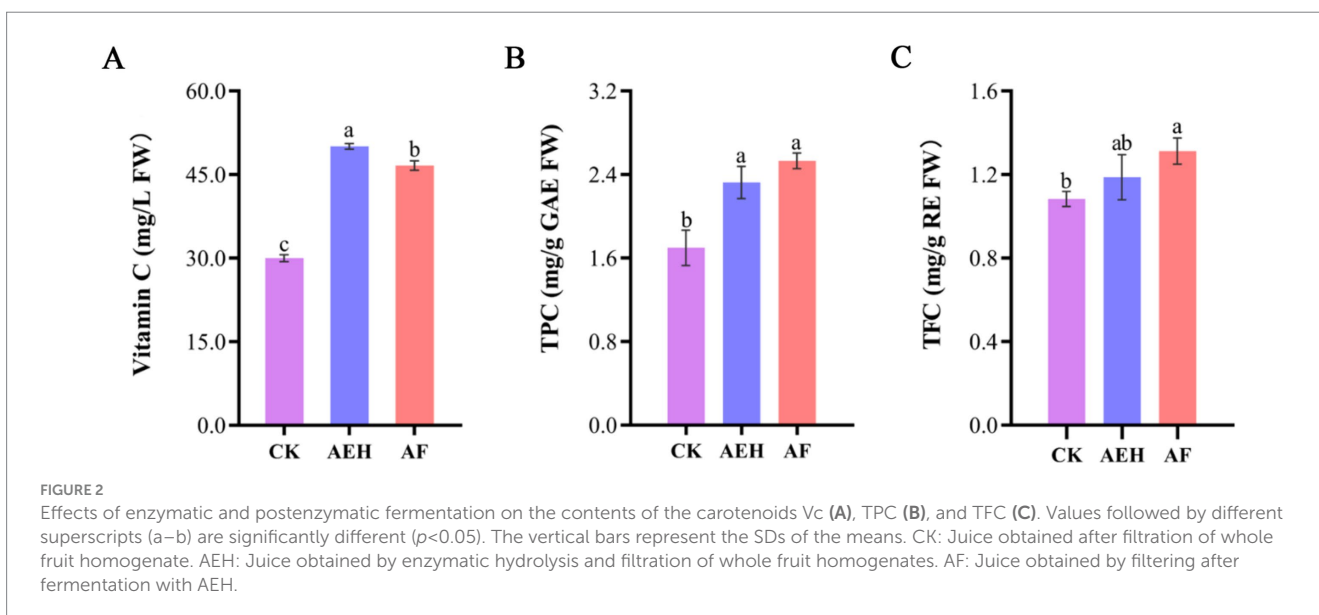 A
Vitamin C (mg/L FW)
60.0
45.0
30.0
15.0
0.0
c
a
b
CK
AEH
AF
B
TPC (mg/g GAE FW)
3.2
2.4
1.6
0.8
0.0
b
a
a
CK
AEH
AF
C
TFC (mg/g RE FW)
1.6
1.2
0.8
0.4
0.0
b
ab
a
CK
AEH
AF
FIGURE 2
Effects of enzymatic and postenzymatic fermentation on the contents of the carotenoids Vc (A), TPC (B), and TFC (C). Values followed by different
superscripts (a–b) are significantly different (p<0.05). The vertical bars represent the SDs of the means. CK: Juice obtained after filtration of whole
fruit homogenate. AEH: Juice obtained by enzymatic hydrolysis and filtration of whole fruit homogenates. AF: Juice obtained by filtering after
fermentation with AEH.